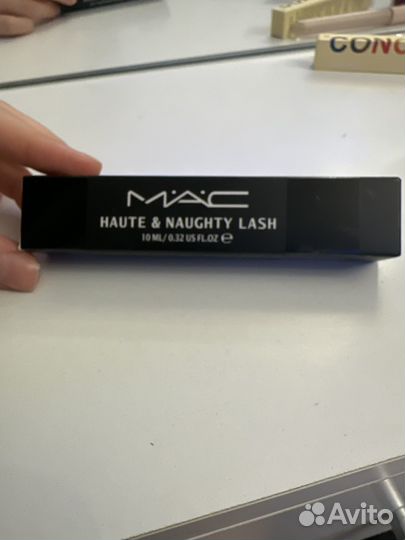 CONC
MAC
HAUTE & NAUGHTY LASH
10 ML/ 0.32 US FL.OZ ℮
Avito